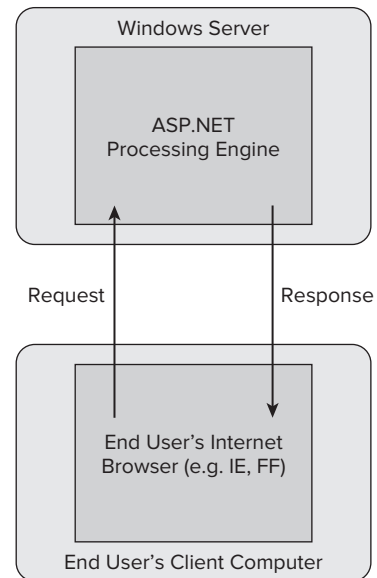 Windows Server
ASP.NET
Processing Engine
Request
Response
End User's Internet
Browser (e.g. IE, FF)
End User's Client Computer